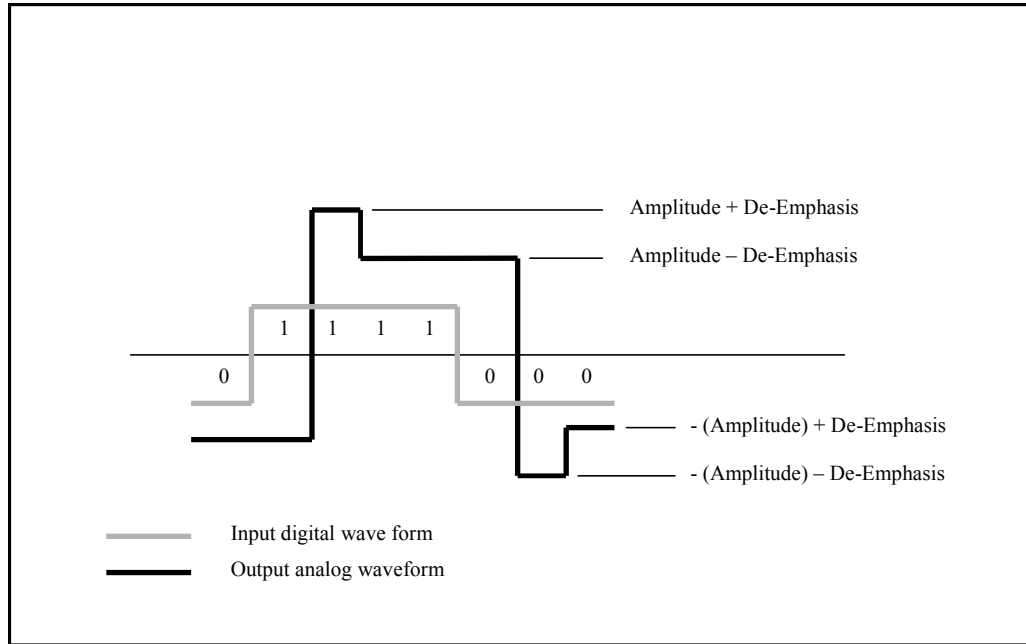 Amplitude + De-Emphasis
Amplitude – De-Emphasis
1 1 1 1
0 0 0 0
- (Amplitude) + De-Emphasis
- (Amplitude) – De-Emphasis
Input digital wave form
Output analog waveform